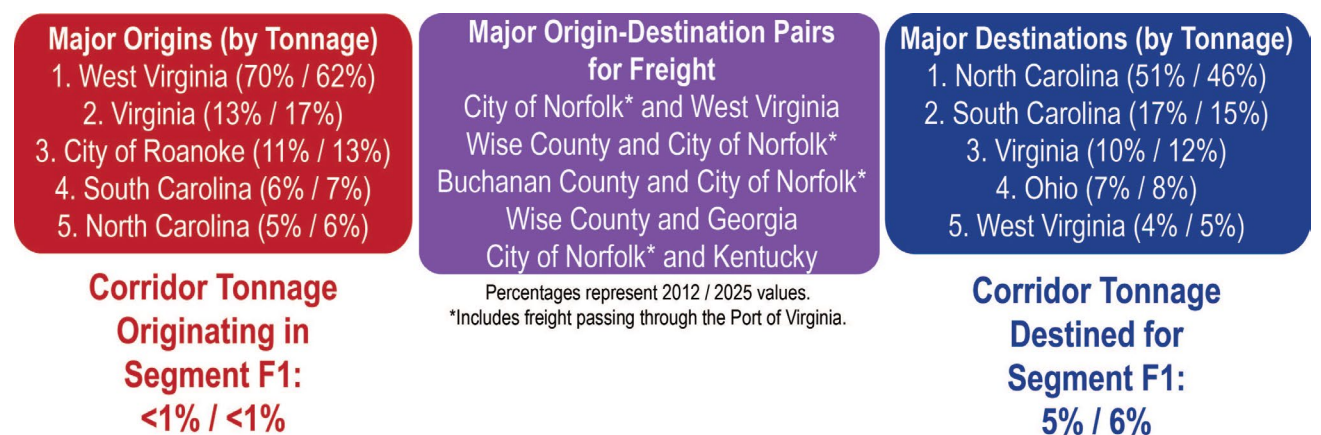 Major Origins (by Tonnage)
1. West Virginia (70% / 62%)
2. Virginia (13% / 17%)
3. City of Roanoke (11% / 13%)
4. South Carolina (6% / 7%)
5. North Carolina (5% / 6%)
Corridor Tonnage
Originating in
Segment F1:
<1% / <1%
Major Origin-Destination Pairs
for Freight
City of Norfolk* and West Virginia
Wise County and City of Norfolk*
Buchanan County and City of Norfolk*
Wise County and Georgia
City of Norfolk* and Kentucky
Percentages represent 2012 / 2025 values.
*Includes freight passing through the Port of Virginia.
Major Destinations (by Tonnage)
1. North Carolina (51% / 46%)
2. South Carolina (17% / 15%)
3. Virginia (10% / 12%)
4. Ohio (7% / 8%)
5. West Virginia (4% / 5%)
Corridor Tonnage
Destined for
Segment F1:
5% / 6%